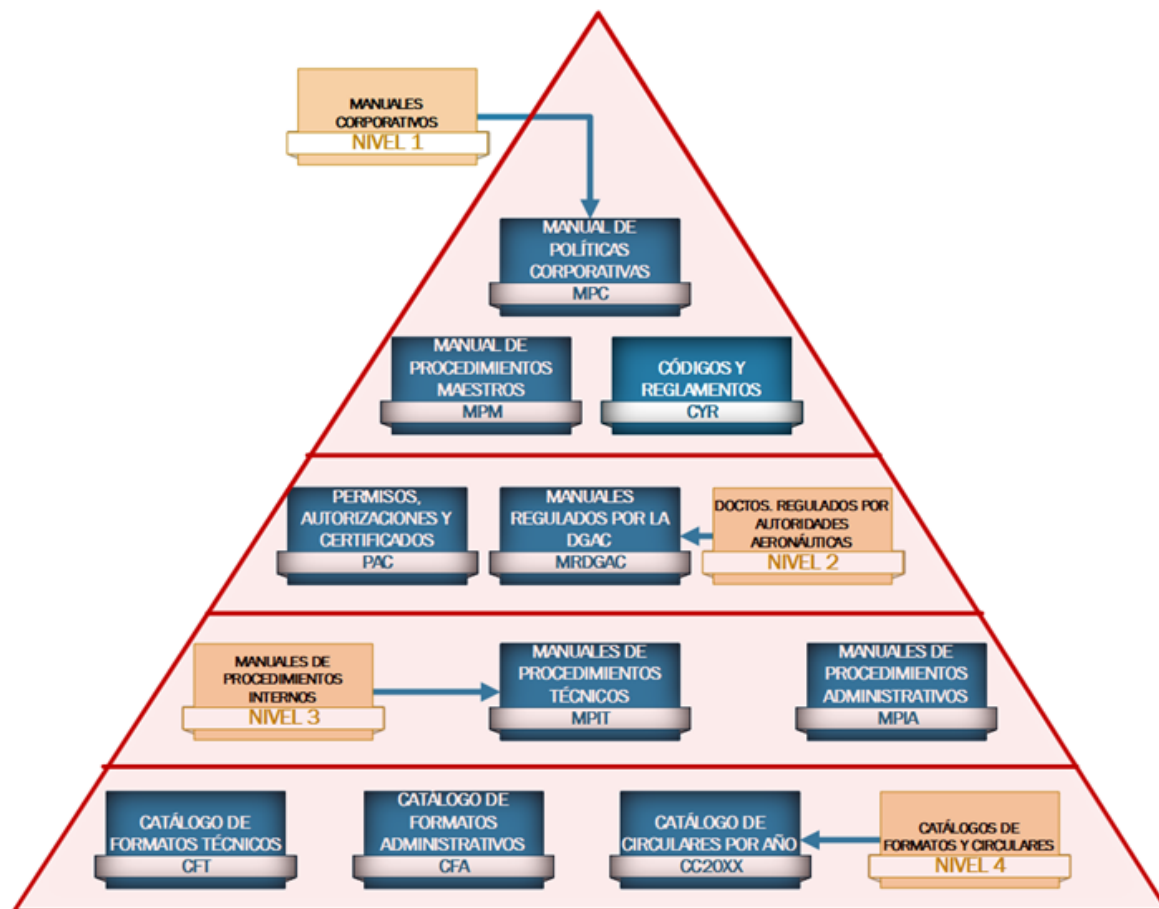 MANUALES
CORPORATIVOS
NIVEL 1
MANUAL DE
POLÍTICAS
CORPORATIVAS
MPC
MANUAL DE
PROCEDIMIENTOS
MAESTROS
MPM
CÓDIGOS Y
REGLAMENTOS
CYR
PERMISOS,
AUTORIZACIONES Y
CERTIFICADOS
PAC
MANUALES
REGULADOS POR LA
DGAC
MRDGAC
DOCTOS. REGULADOS POR
AUTORIDADES
AERONÁUTICAS
NIVEL 2
MANUALES DE
PROCEDIMIENTOS
INTERNOS
NIVEL 3
MANUALES DE
PROCEDIMIENTOS
TÉCNICOS
MPIT
MANUALES DE
PROCEDIMIENTOS
ADMINISTRATIVOS
MPIA
CATÁLOGO DE
FORMATOS TÉCNICOS
CFT
CATÁLOGO DE
FORMATOS
ADMINISTRATIVOS
CFA
CATÁLOGO DE
CIRCULARES POR AÑO
CC20XX
CATÁLOGOS DE
FORMATOS Y CIRCULARES
NIVEL 4